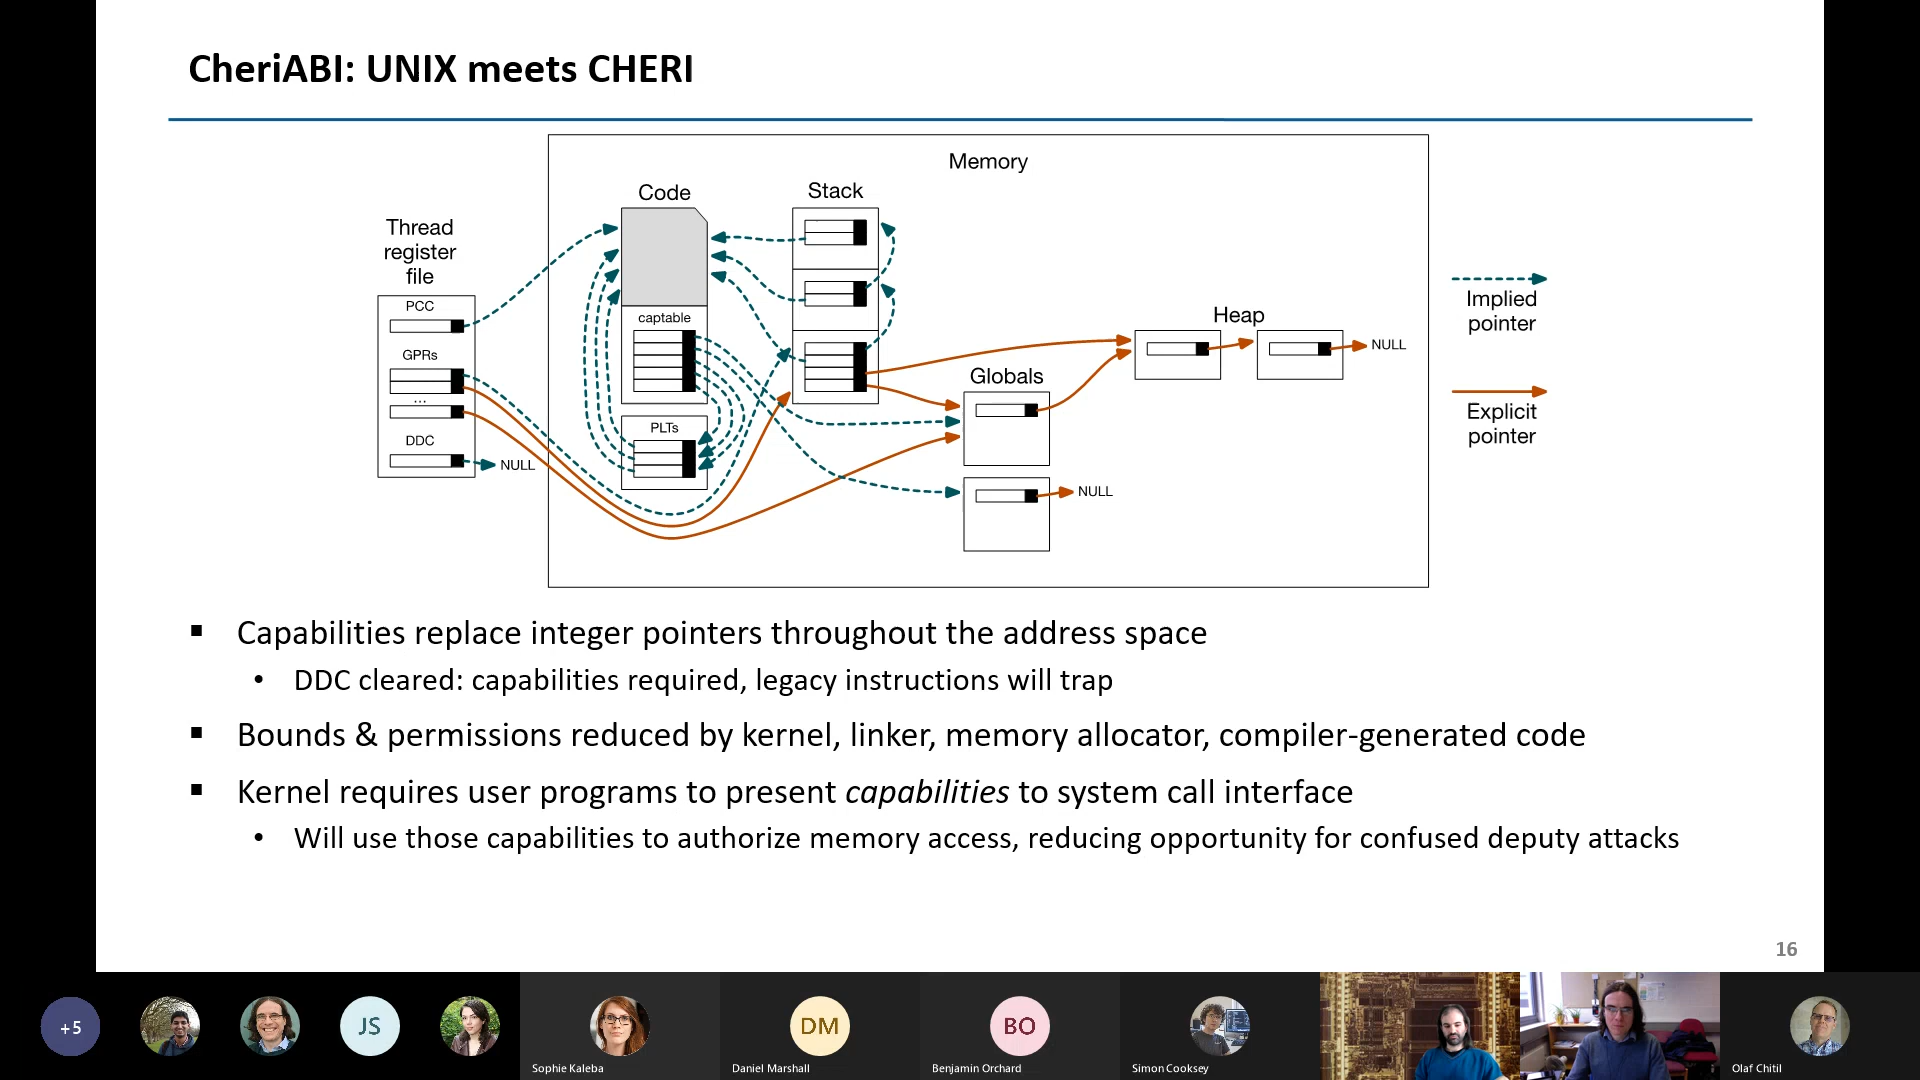 CheriABI: UNIX meets CHERI
Memory
Code
Stack
Thread
register
file
PCC
captable
GPRs
...
DDC
NULL
PLTs
Globals
NULL
Heap
NULL
Implied
pointer
Explicit
pointer
▪ Capabilities replace integer pointers throughout the address space
• DDC cleared: capabilities required, legacy instructions will trap
▪ Bounds & permissions reduced by kernel, linker, memory allocator, compiler-generated code
▪ Kernel requires user programs to present capabilities to system call interface
• Will use those capabilities to authorize memory access, reducing opportunity for confused deputy attacks
16
+5
JS
DM
BO
Sophie Kaleba
Daniel Marshall
Benjamin Orchard
Simon Cooksey
Olaf Chitil